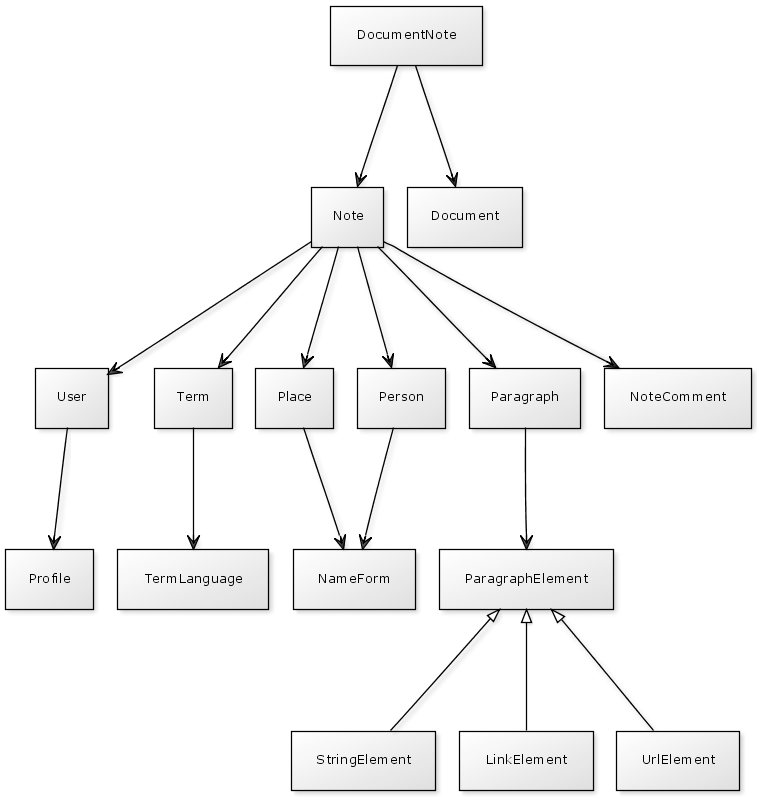 DocumentNote
Note
Document
User
Term
Place
Person
Paragraph
NoteComment
Profile
TermLanguage
NameForm
ParagraphElement
StringElement
LinkElement
UrlElement